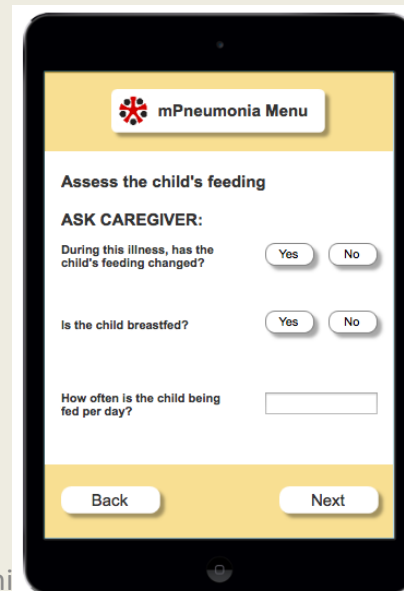 mPneumonia Menu
Assess the child's feeding
ASK CAREGIVER:
During this illness, has the
child's feeding changed?
Yes No
Is the child breastfed?
Yes No
How often is the child being
fed per day?
Back Next